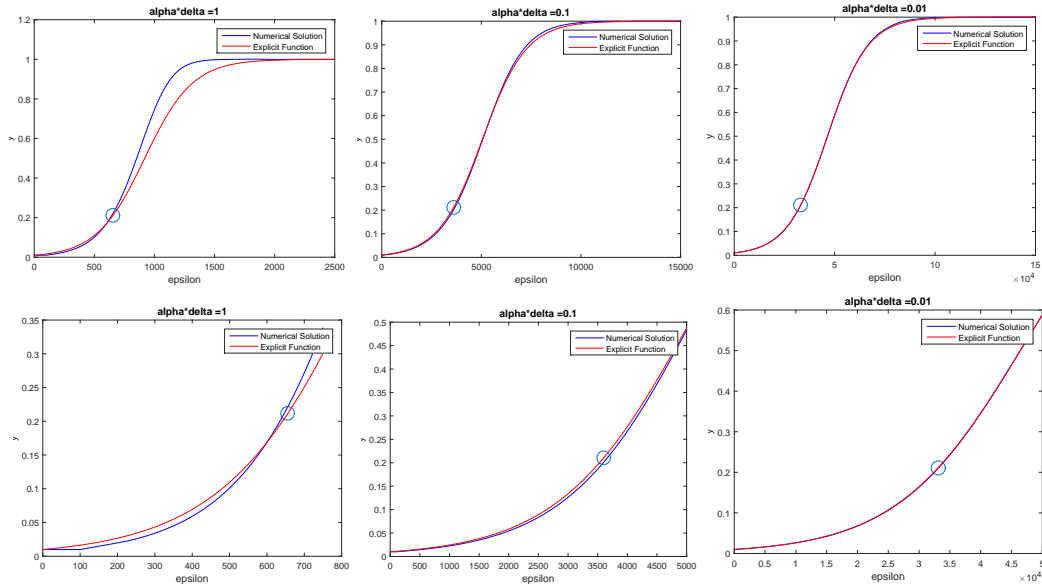 alpha*delta =1
1.2
1
0.8
0.6
0.4
0.2
0
y
Numerical Solution
Explicit Function
0 500 1000 1500 2000 2500
epsilon
alpha*delta =0.1
1
0.9
0.8
0.7
0.6
0.5
0.4
0.3
0.2
0.1
0
y
Numerical Solution
Explicit Function
0 5000 10000 15000
epsilon
alpha*delta =0.01
1
0.9
0.8
0.7
0.6
0.5
0.4
0.3
0.2
0.1
0
y
Numerical Solution
Explicit Function
0 5 10 15
epsilon
×10⁴
alpha*delta =1
0.35
0.3
0.25
0.2
0.15
0.1
0.05
0
y
Numerical Solution
Explicit Function
0 100 200 300 400 500 600 700 800
epsilon
alpha*delta =0.1
0.5
0.45
0.4
0.35
0.3
0.25
0.2
0.15
0.1
0.05
0
y
Numerical Solution
Explicit Function
0 500 1000 1500 2000 2500 3000 3500 4000 4500 5000
epsilon
alpha*delta =0.01
0.6
0.5
0.4
0.3
0.2
0.1
0
y
Numerical Solution
Explicit Function
0 0.5 1 1.5 2 2.5 3 3.5 4 4.5
epsilon
×10⁴